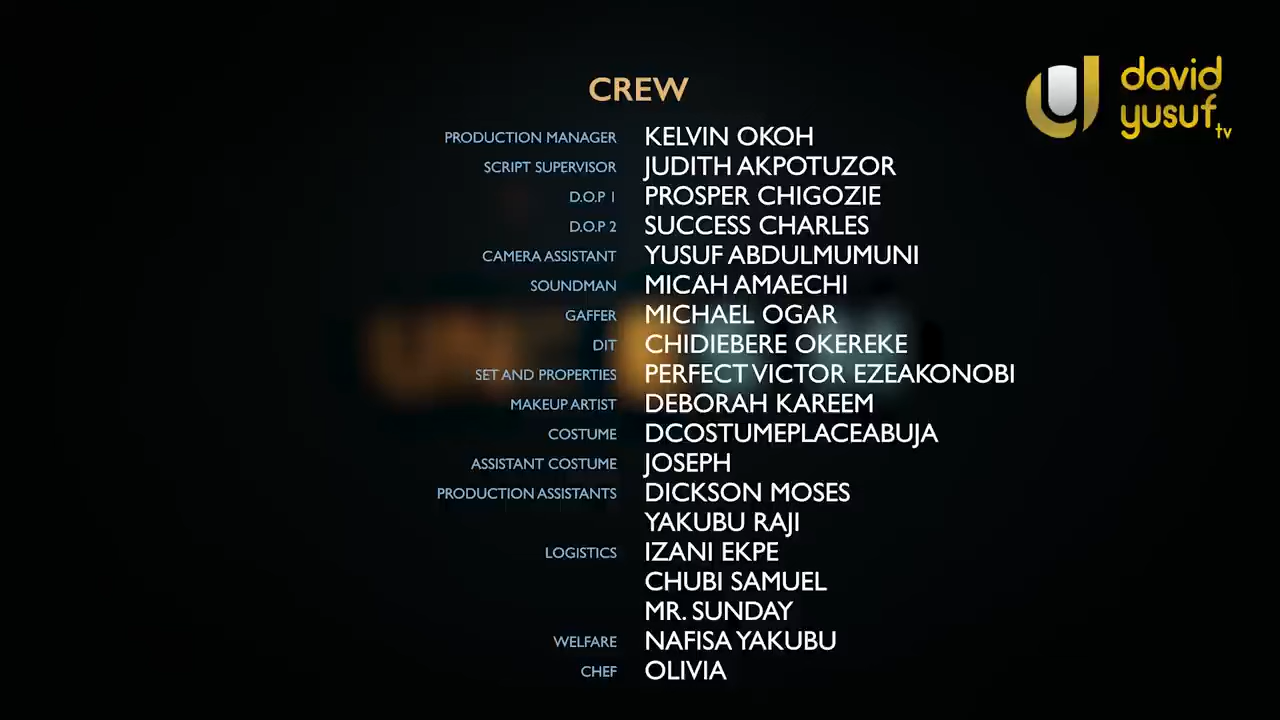 CREW
david
yusuf tv
PRODUCTION MANAGER KELVIN OKOH
SCRIPT SUPERVISOR JUDITH AKPOTUZOR
D.O.P 1 PROSPER CHIGOZIE
D.O.P 2 SUCCESS CHARLES
CAMERA ASSISTANT YUSUF ABDULMUMUNI
SOUNDMAN MICAH AMAECHI
GAFFER MICHAEL OGAR
DIT CHIDIEBERE OKEREKE
SET AND PROPERTIES PERFECT VICTOR EZEAKONOBI
MAKEUP ARTIST DEBORAH KAREEM
COSTUME DCOSTUMEPLACEABUJA
ASSISTANT COSTUME JOSEPH
PRODUCTION ASSISTANTS DICKSON MOSES
YAKUBU RAJI
LOGISTICS IZANI EKPE
CHUBI SAMUEL
MR. SUNDAY
WELFARE NAFISA YAKUBU
CHEF OLIVIA